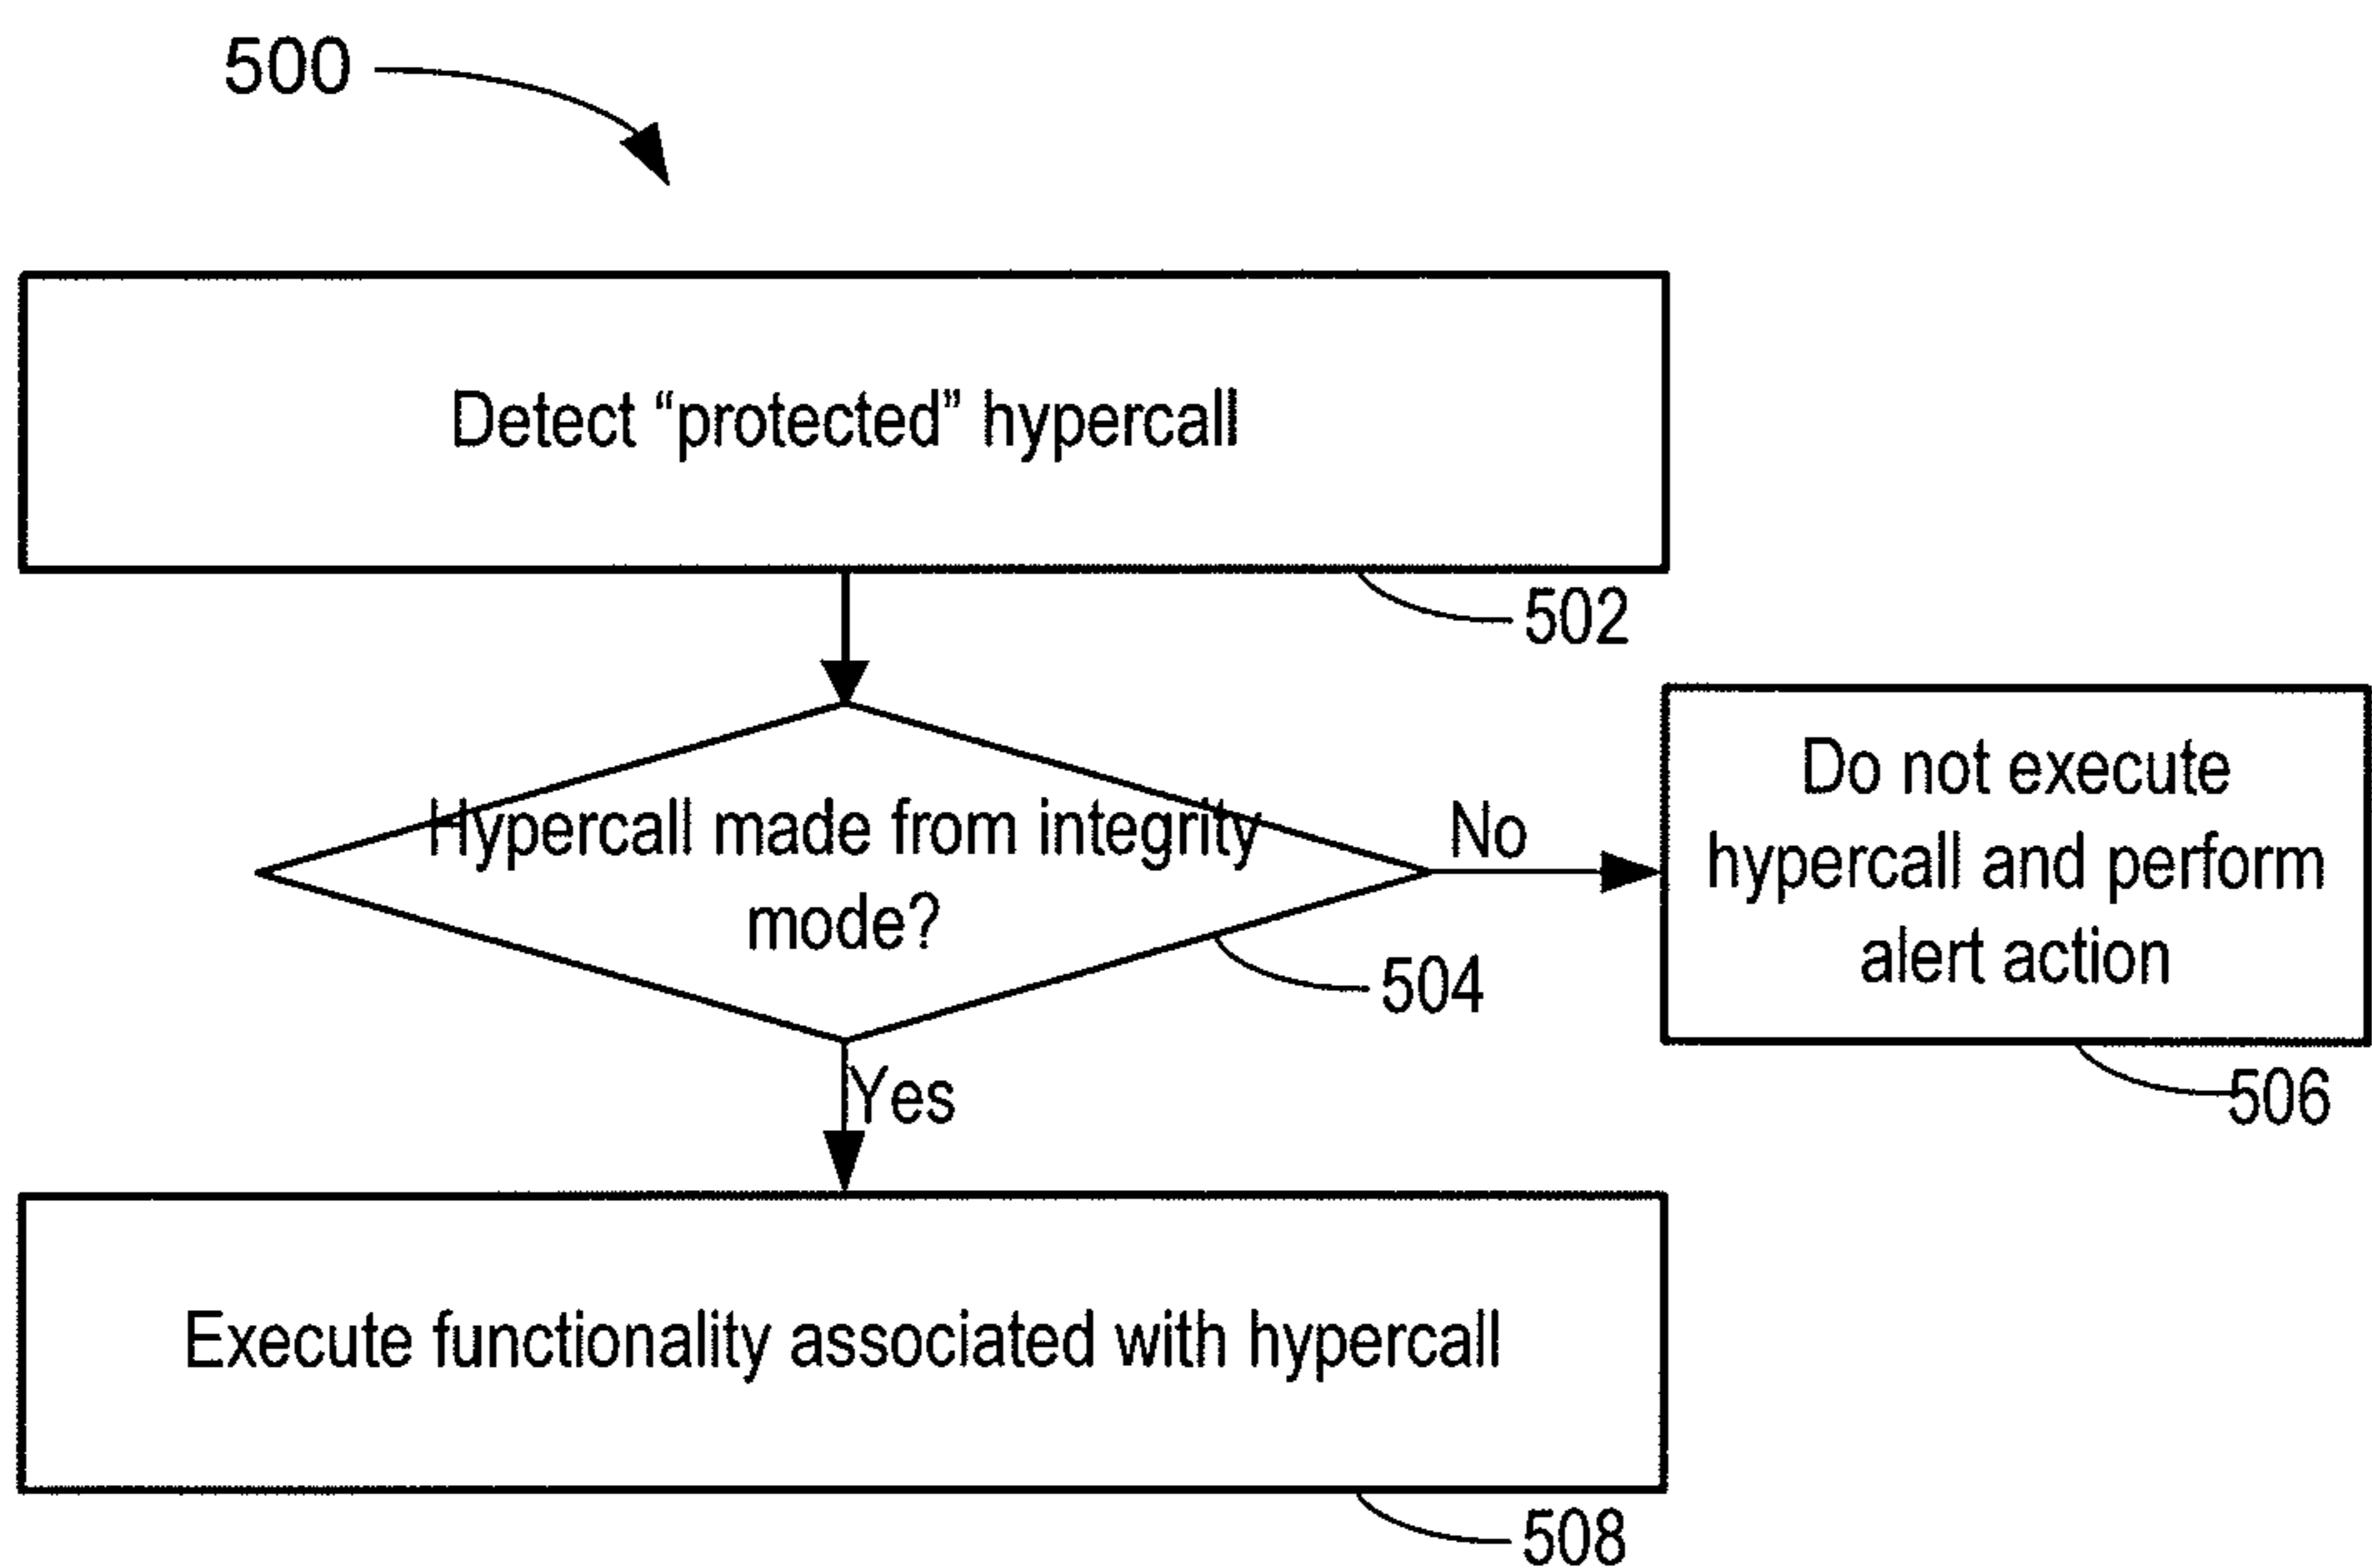 500
Detect “protected” hypercall
502
Hypercall made from integrity
mode?
504
No
Do not execute
hypercall and perform
alert action
506
Yes
Execute functionality associated with hypercall
508